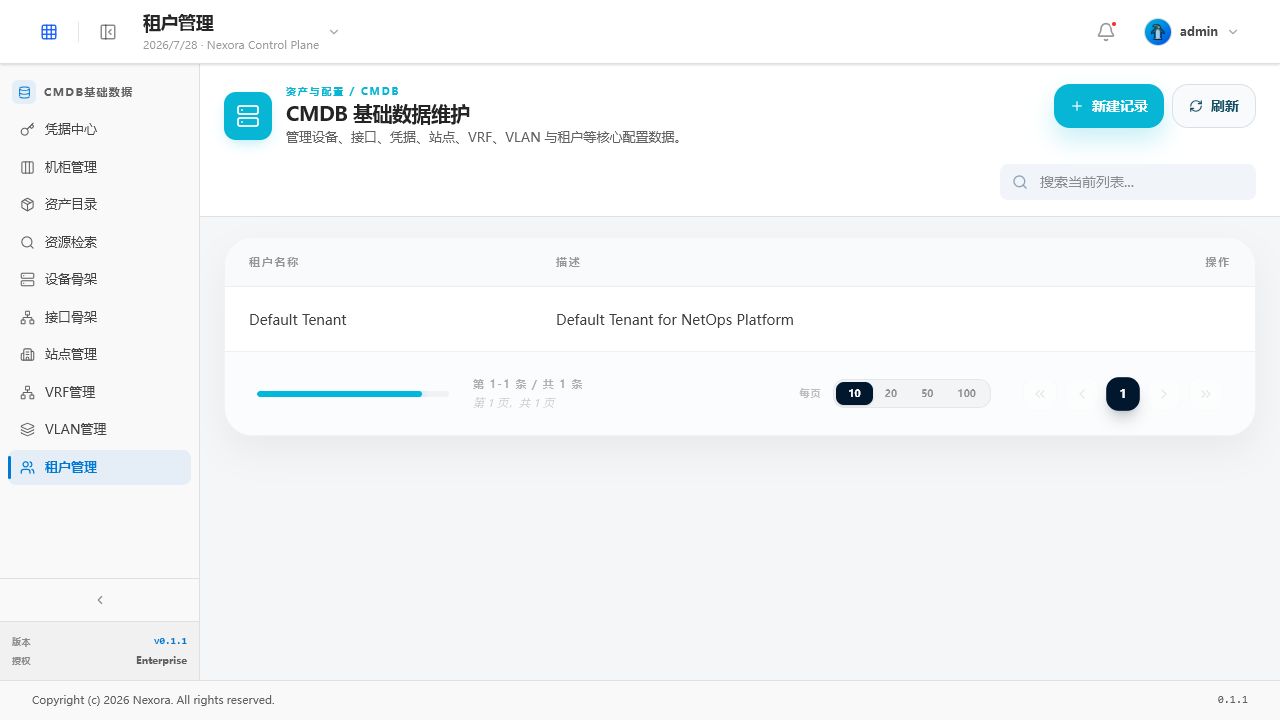 租户管理
2026/7/28 · Nexora Control Plane
admin
CMDB基础数据
凭据中心
机柜管理
资产目录
资源检索
设备骨架
接口骨架
站点管理
VRF管理
VLAN管理
租户管理
版本 v0.1.1
授权 Enterprise
资产与配置 / CMDB
CMDB 基础数据维护
管理设备、接口、凭据、站点、VRF、VLAN 与租户等核心配置数据。
新建记录
刷新
搜索当前列表...
租户名称 描述 操作
Default Tenant Default Tenant for NetOps Platform
第 1-1 条 / 共 1 条
第 1 页，共 1 页
每页 10 20 50 100
1
Copyright (c) 2026 Nexora. All rights reserved.
0.1.1